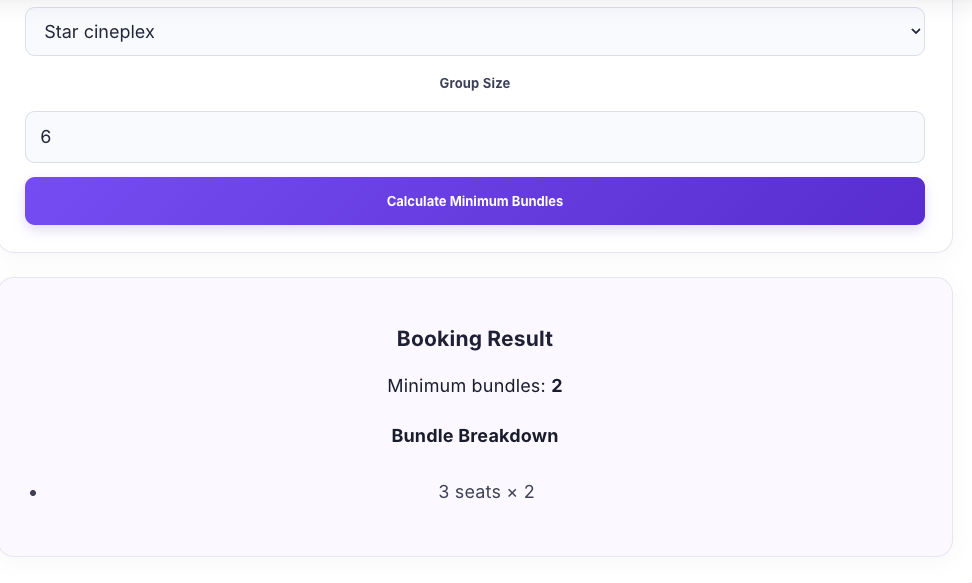 Star cineplex
Group Size
6
Calculate Minimum Bundles
Booking Result
Minimum bundles: 2
Bundle Breakdown
• 3 seats × 2